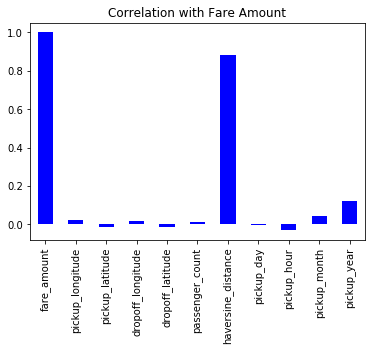 Correlation with Fare Amount
1.0
0.8
0.6
0.4
0.2
0.0
fare_amount
pickup_longitude
pickup_latitude
dropoff_longitude
dropoff_latitude
passenger_count
haversine_distance
pickup_day
pickup_hour
pickup_month
pickup_year